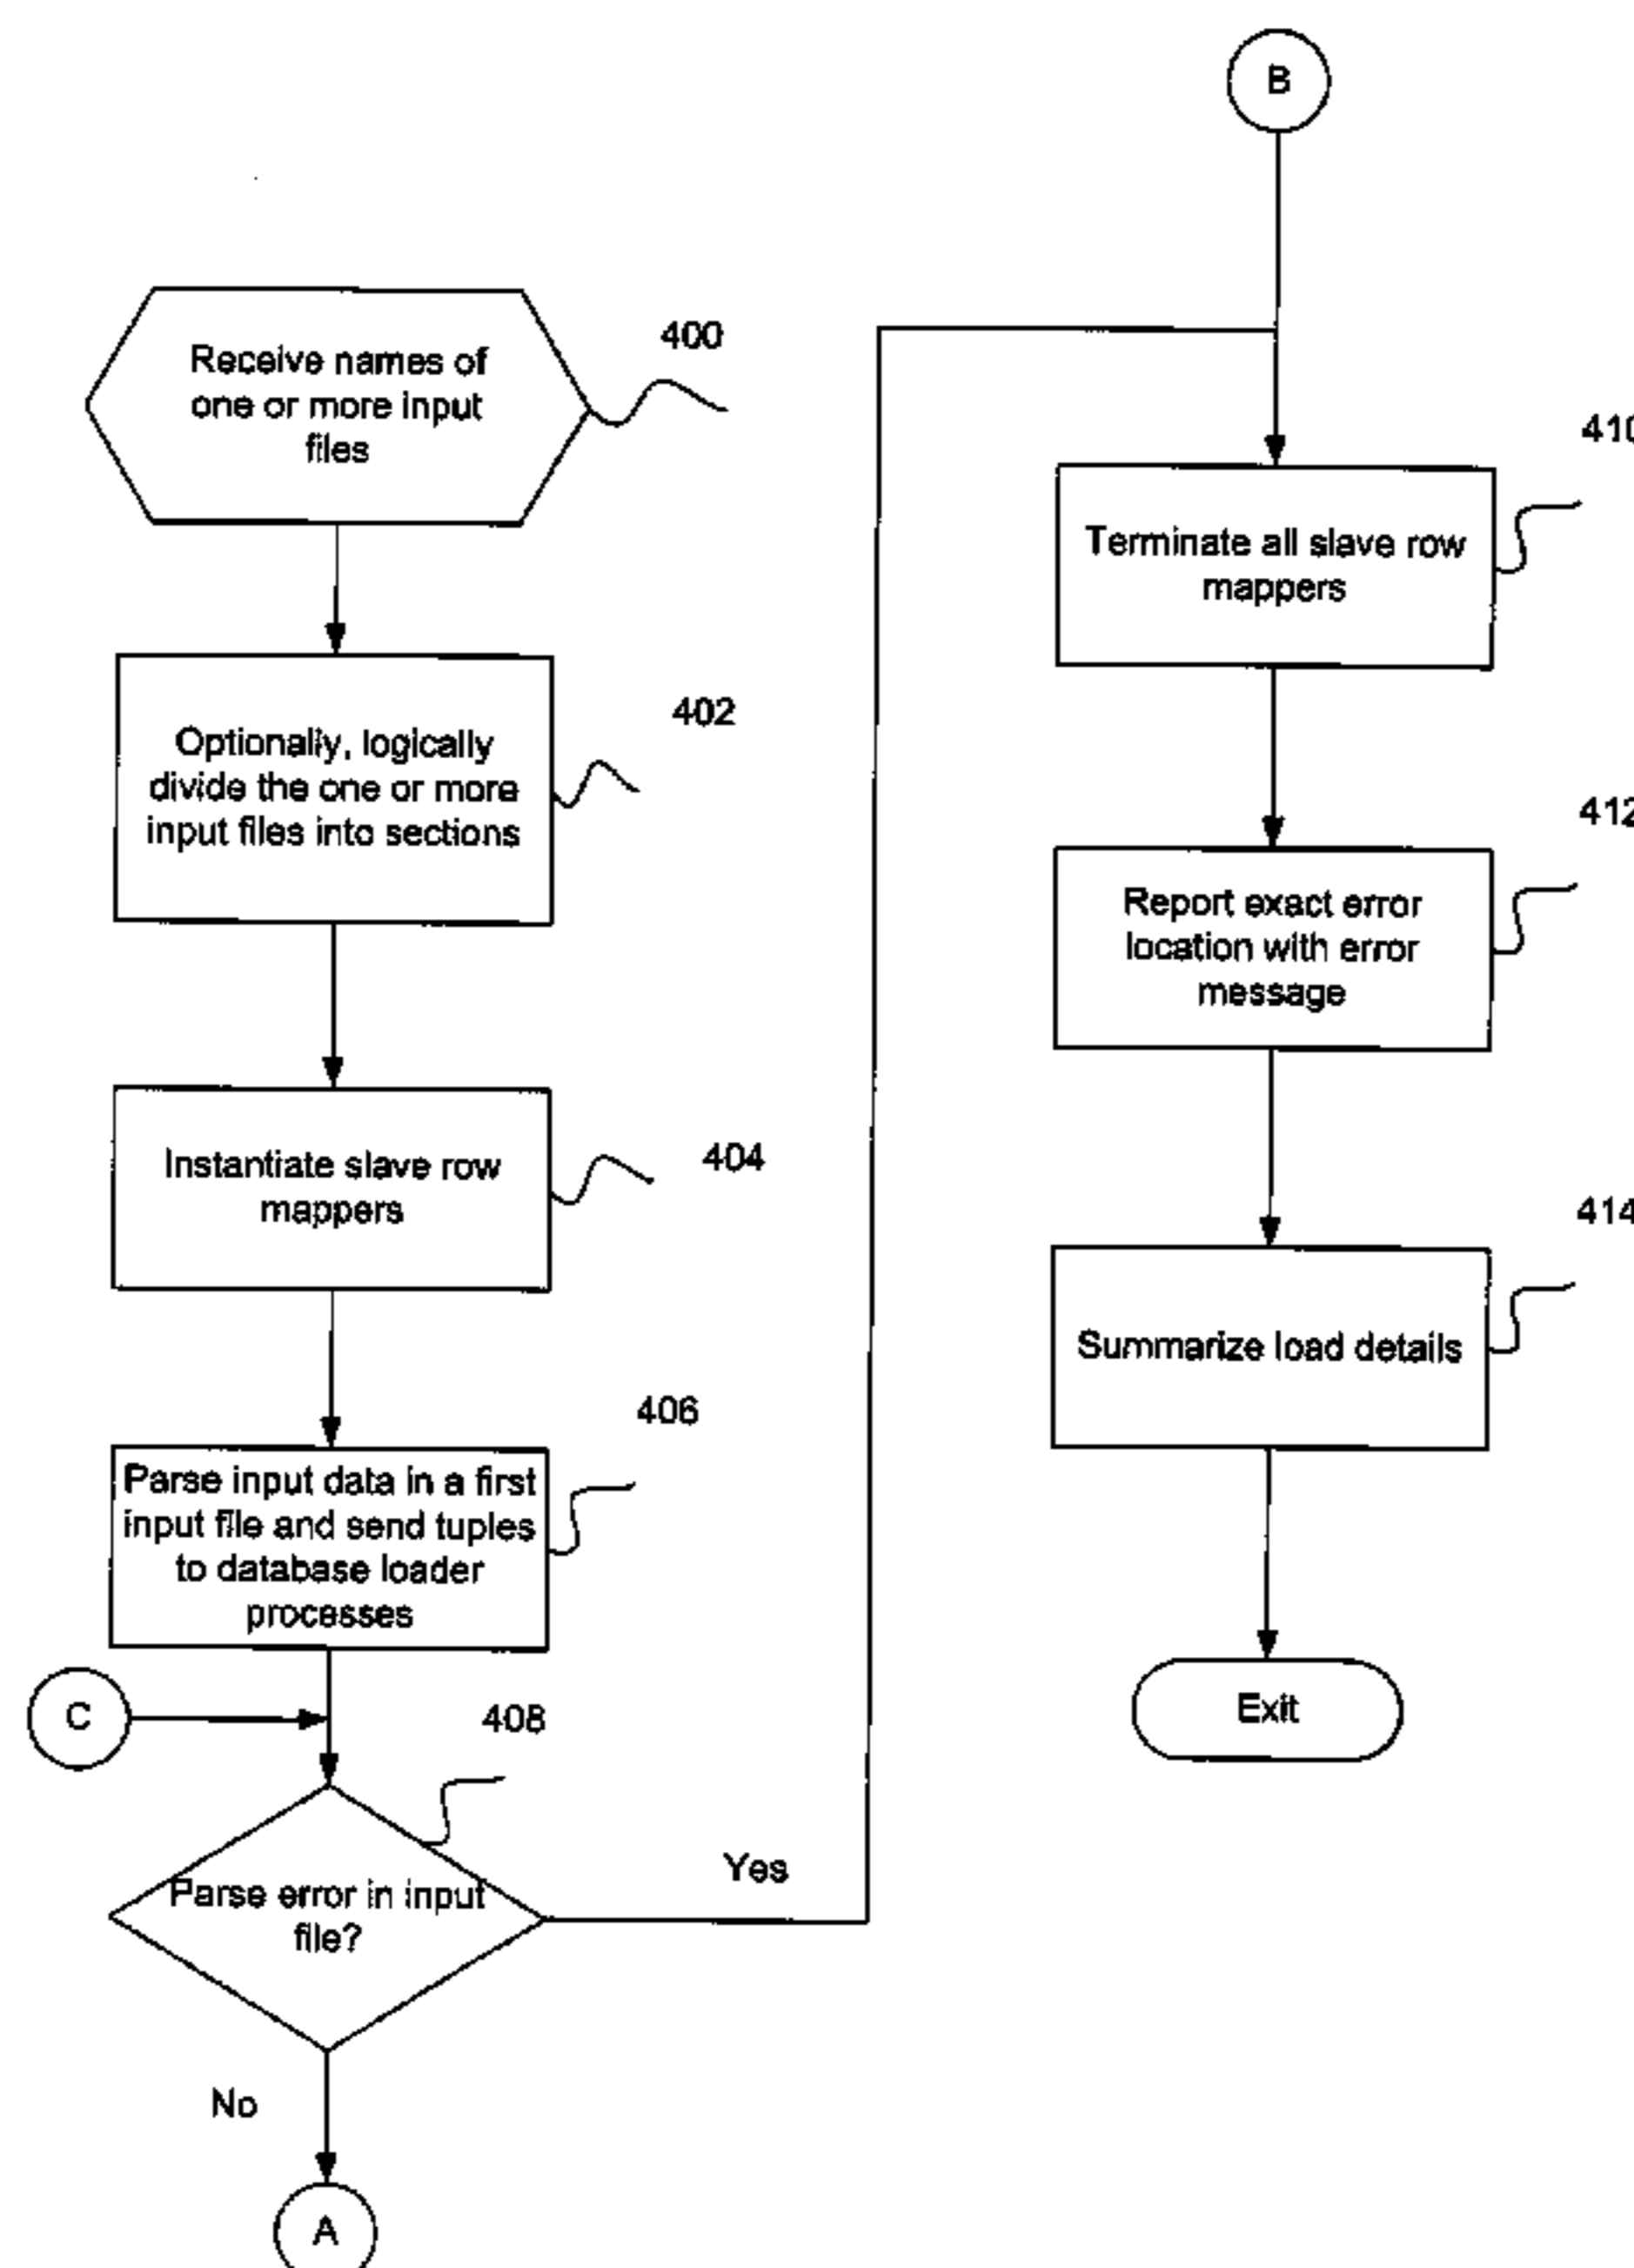 Receive names of
one or more input
files
400
Optionally, logically
divide the one or more
input files into sections
402
Instantiate slave row
mappers
404
Parse input data in a first
input file and send tuples
to database loader
processes
406
C
408
Parse error in input
file?
Yes
No
A
B
410
Terminate all slave row
mappers
412
Report exact error
location with error
message
414
Summarize load details
Exit